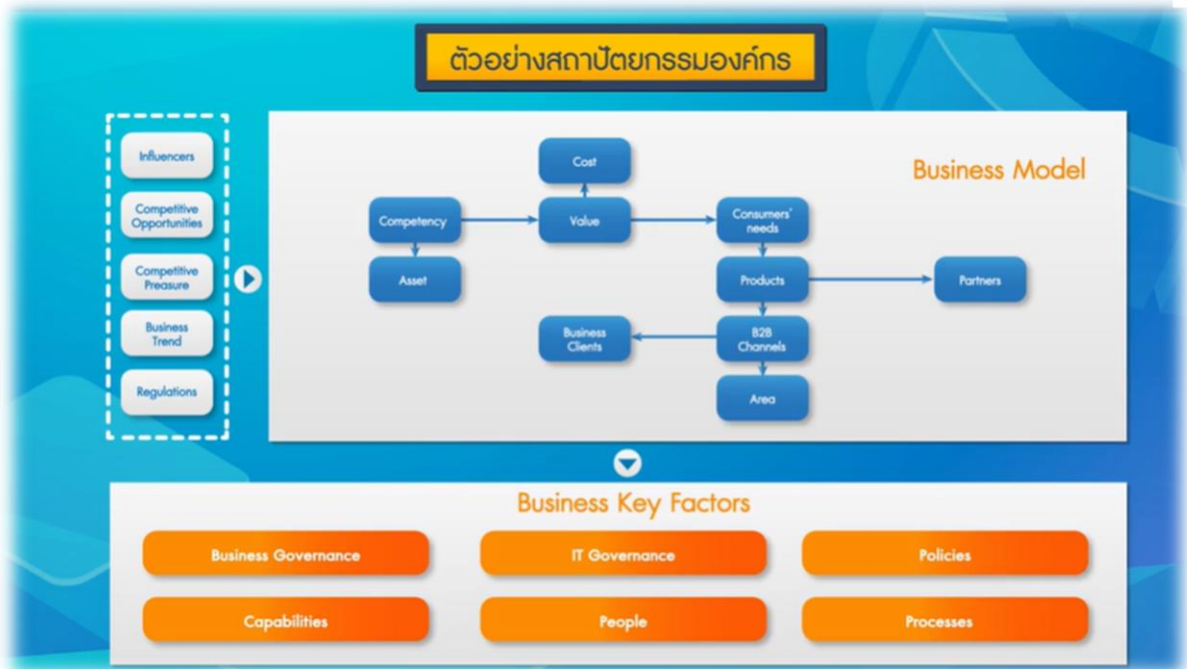 ตัวอย่างสถาปัตยกรรมองค์กร
Influencers
Competitive
Opportunities
Competitive
Preasure
Business
Trend
Regulations
Business Model
Cost
Competency
Value
Consumers'
needs
Asset
Products
Partners
Business
Clients
B2B
Channels
Area
Business Key Factors
Business Governance
IT Governance
Policies
Capabilities
People
Processes